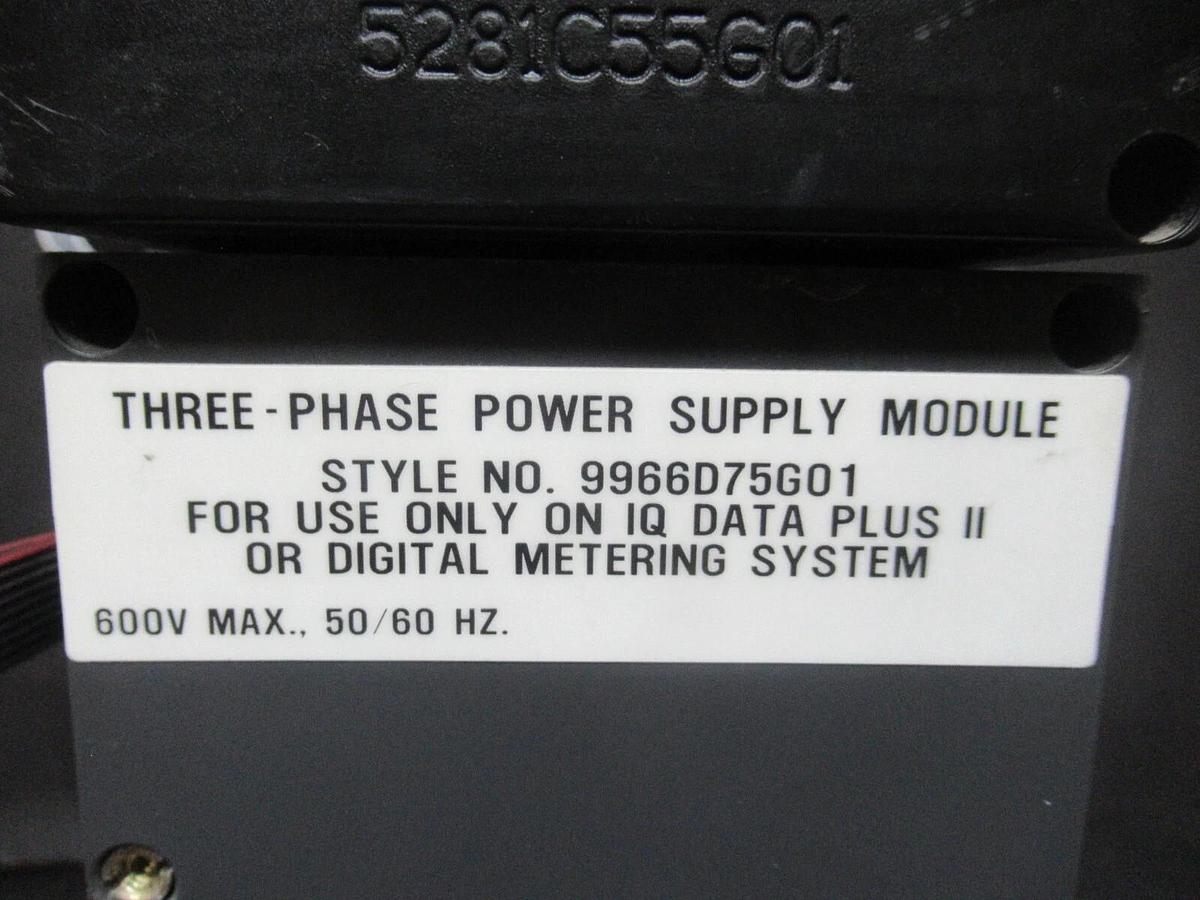 5281C55G01
THREE-PHASE POWER SUPPLY MODULE
STYLE NO. 9966D75G01
FOR USE ONLY ON IQ DATA PLUS II
OR DIGITAL METERING SYSTEM
600V MAX., 50/60 HZ.